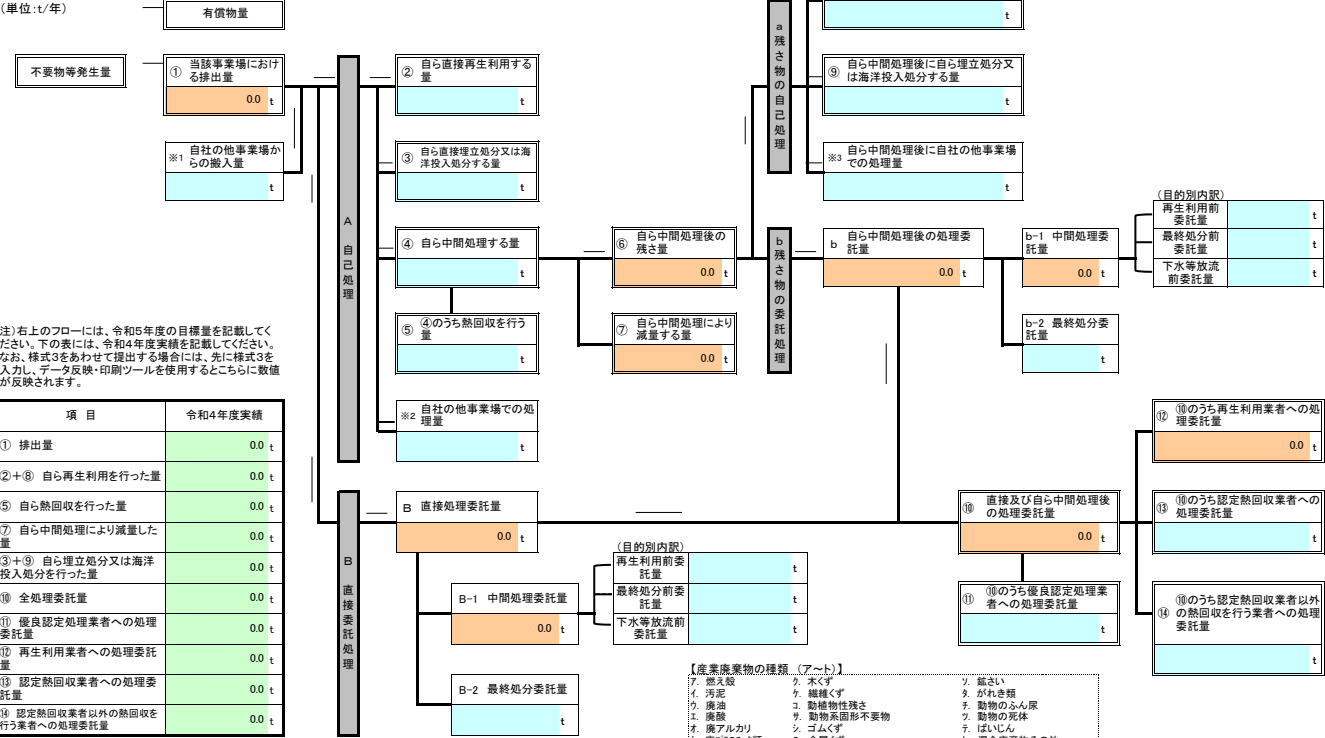 (単位:t/年)
有償物量
不要物等発生量
① 当該事業場におけ
る排出量
0.0 t
※1 自社の他事業場か
らの搬入量
t
A 自己処理
② 自ら直接再生利用する
量
t
③ 自ら直接埋立処分又は海
洋投入処分する量
t
④ 自ら中間処理する量
t
⑤ ④のうち熱回収を行う
量
t
※2 自社の他事業場での処
理量
t
⑥ 自ら中間処理後の
残さ量
0.0 t
⑦ 自ら中間処理により
減量する量
0.0 t
a 残さ物の自己処理
t
⑨ 自ら中間処理後に自ら埋立処分又
は海洋投入処分する量
t
※3 自ら中間処理後に自社の他事業場
での処理量
t
b 残さ物の委託処理
b 自ら中間処理後の処理委
託量
0.0 t
b-1 中間処理委
託量
0.0 t
b-2 最終処分委
託量
t
(目的別内訳)
再生利用前
委託量
t
最終処分前
委託量
t
下水等放流
前委託量
t
注)右上のフローには、令和5年度の目標量を記載してく
ださい。下の表には、令和4年度実績を記載してください。
なお、様式3をあわせて提出する場合には、先に様式3を
入力し、データ反映・印刷ツールを使用するとこちらに数値
が反映されます。
項 目 令和4年度実績
① 排出量 0.0 t
②+⑧ 自ら再生利用を行った量 0.0 t
⑤ 自ら熱回収を行った量 0.0 t
⑦ 自ら中間処理により減量した
量 0.0 t
③+⑨ 自ら埋立処分又は海洋
投入処分を行った量 0.0 t
⑩ 全処理委託量 0.0 t
⑪ 優良認定処理業者への処理
委託量 0.0 t
⑫ 再生利用業者への処理委託
量 0.0 t
⑬ 認定熱回収業者への処理委
託量 0.0 t
⑭ 認定熱回収業者以外の熱回収を
行う業者への処理委託量 0.0 t
B 直接委託処理
B 直接処理委託量
0.0 t
B-1 中間処理委託量
0.0 t
B-2 最終処分委託量
t
(目的別内訳)
再生利用前委
託量
t
最終処分前委
託量
t
下水等放流前
委託量
t
⑩ 直接及び自ら中間処理後
の処理委託量
0.0 t
⑪ ⑩のうち優良認定処理業
者への処理委託量
t
⑫ ⑩のうち再生利用業者への処
理委託量
0.0 t
⑬ ⑩のうち認定熱回収業者への
処理委託量
t
⑭ ⑩のうち認定熱回収業者以外
の熱回収を行う業者への処理
委託量
t
【産業廃棄物の種類 (ア~ト)】
ア. 燃え殻 ク. 木くず ソ. 鉱さい
イ. 汚泥 ケ. 繊維くず タ. がれき類
ウ. 廃油 コ. 動植物性残さ チ. 動物のふん尿
エ. 廃酸 サ. 動物系固形不要物 ツ. 動物の死体
オ. 廃アルカリ シ. ゴムくず テ. ばいじん